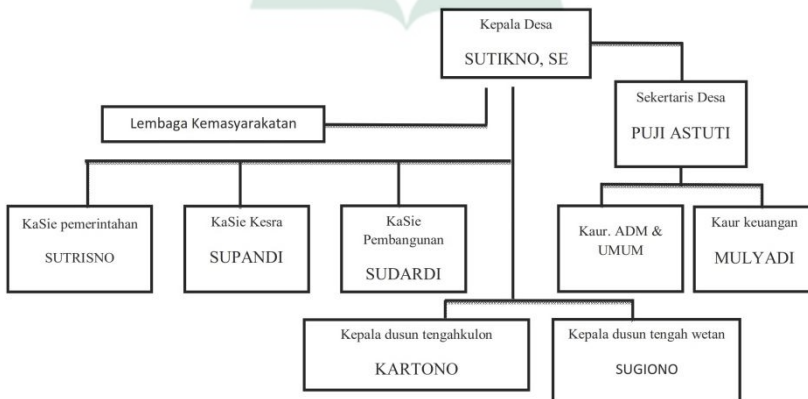 Kepala Desa
SUTIKNO, SE
Sekertaris Desa
PUJI ASTUTI
Lembaga Kemasyarakatan
KaSie pemerintahan
SUTRISNO
KaSie Kesra
SUPANDI
KaSie
Pembangunan
SUDARDI
Kaur. ADM &
UMUM
Kaur keuangan
MULYADI
Kepala dusun tengahkulon
KARTONO
Kepala dusun tengah wetan
SUGIONO